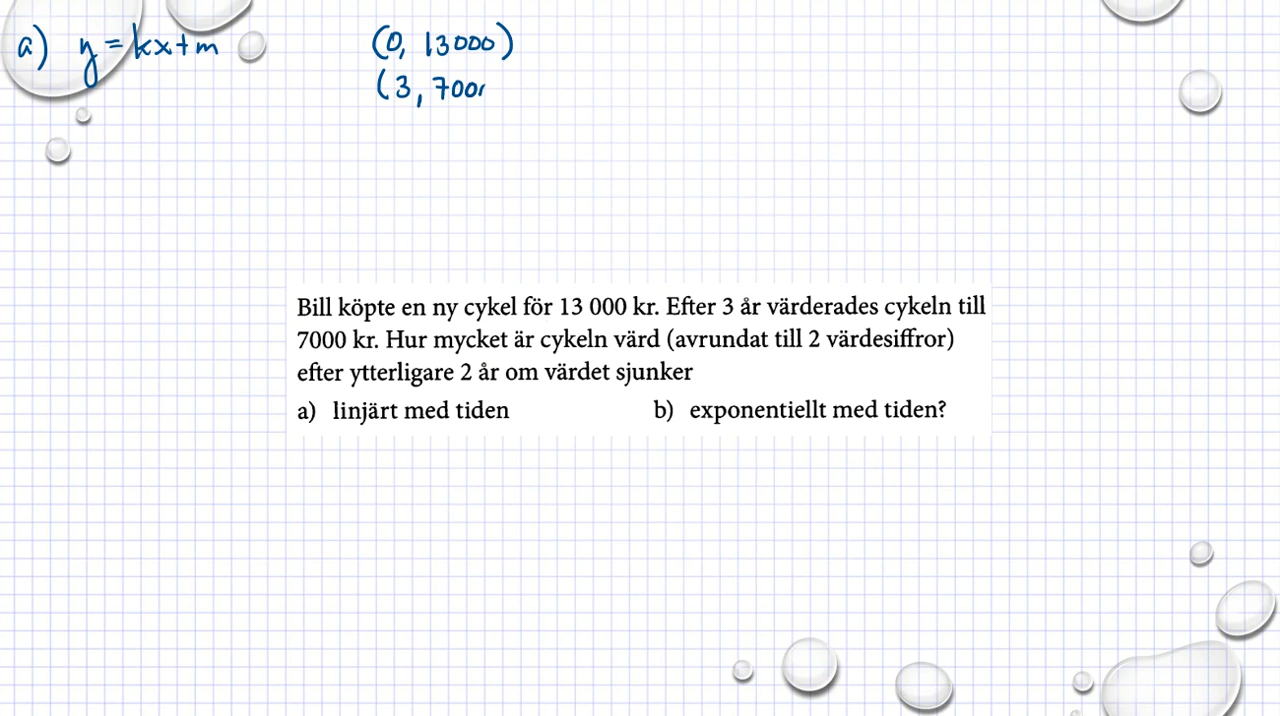 a) y = kx + m (0, 13000)
(3, 700
Bill köpte en ny cykel för 13 000 kr. Efter 3 år värderades cykeln till
7000 kr. Hur mycket är cykeln värd (avrundat till 2 värdesiffror)
efter ytterligare 2 år om värdet sjunker
a) linjärt med tiden b) exponentiellt med tiden?